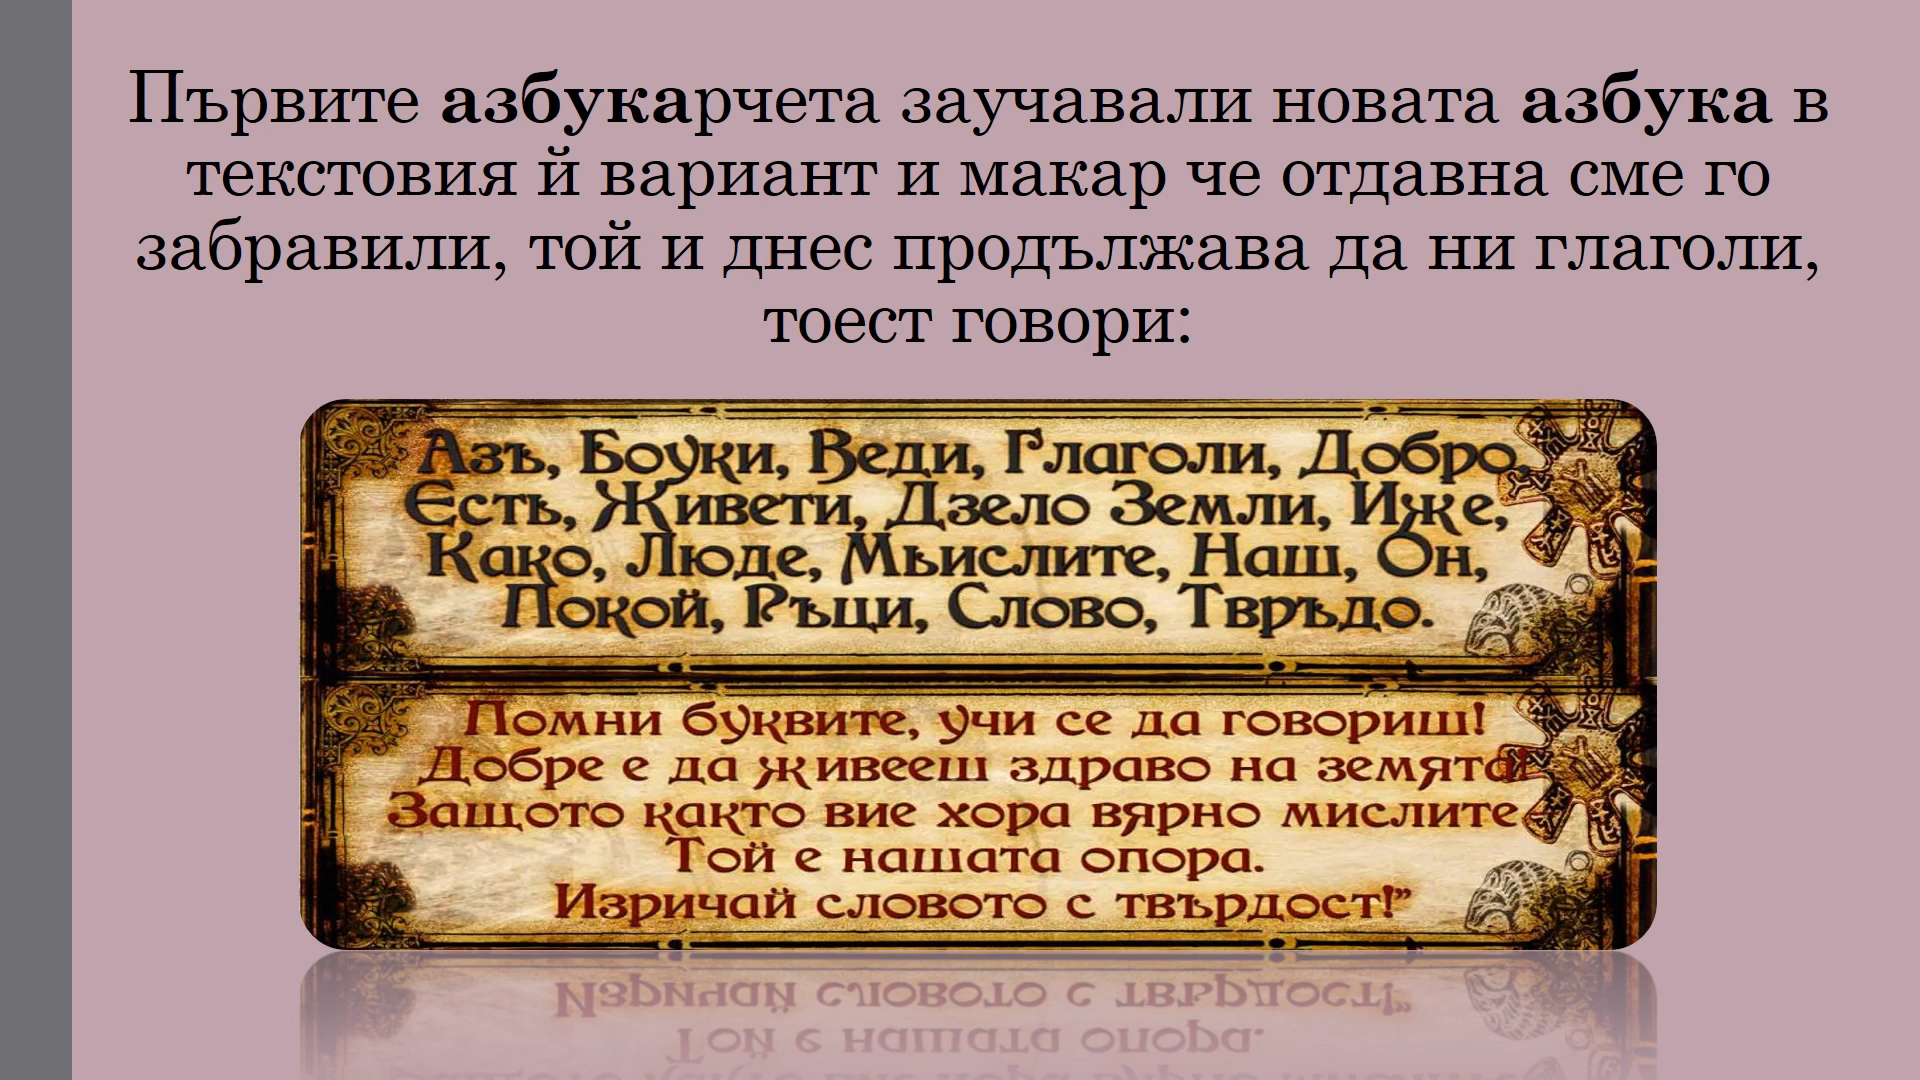 Първите азбукарчета заучавали новата азбука в
текстовия ѝ вариант и макар че отдавна сме го
забравили, той и днес продължава да ни глаголи,
тоест говори:
Азъ, Боуки, Веди, Глаголи, Добро,
Єсть, Живети, Дзело Земли, Иже,
Како, Люде, Мьислите, Наш, Он,
Покой, Ръци, Слово, Твръдо.
Помни буквите, учи се да говориш!
Добре е да живееш здраво на земята!
Защото както вие хора вярно мислите
Той е нашата опора.
Изричай словото с твърдост!”